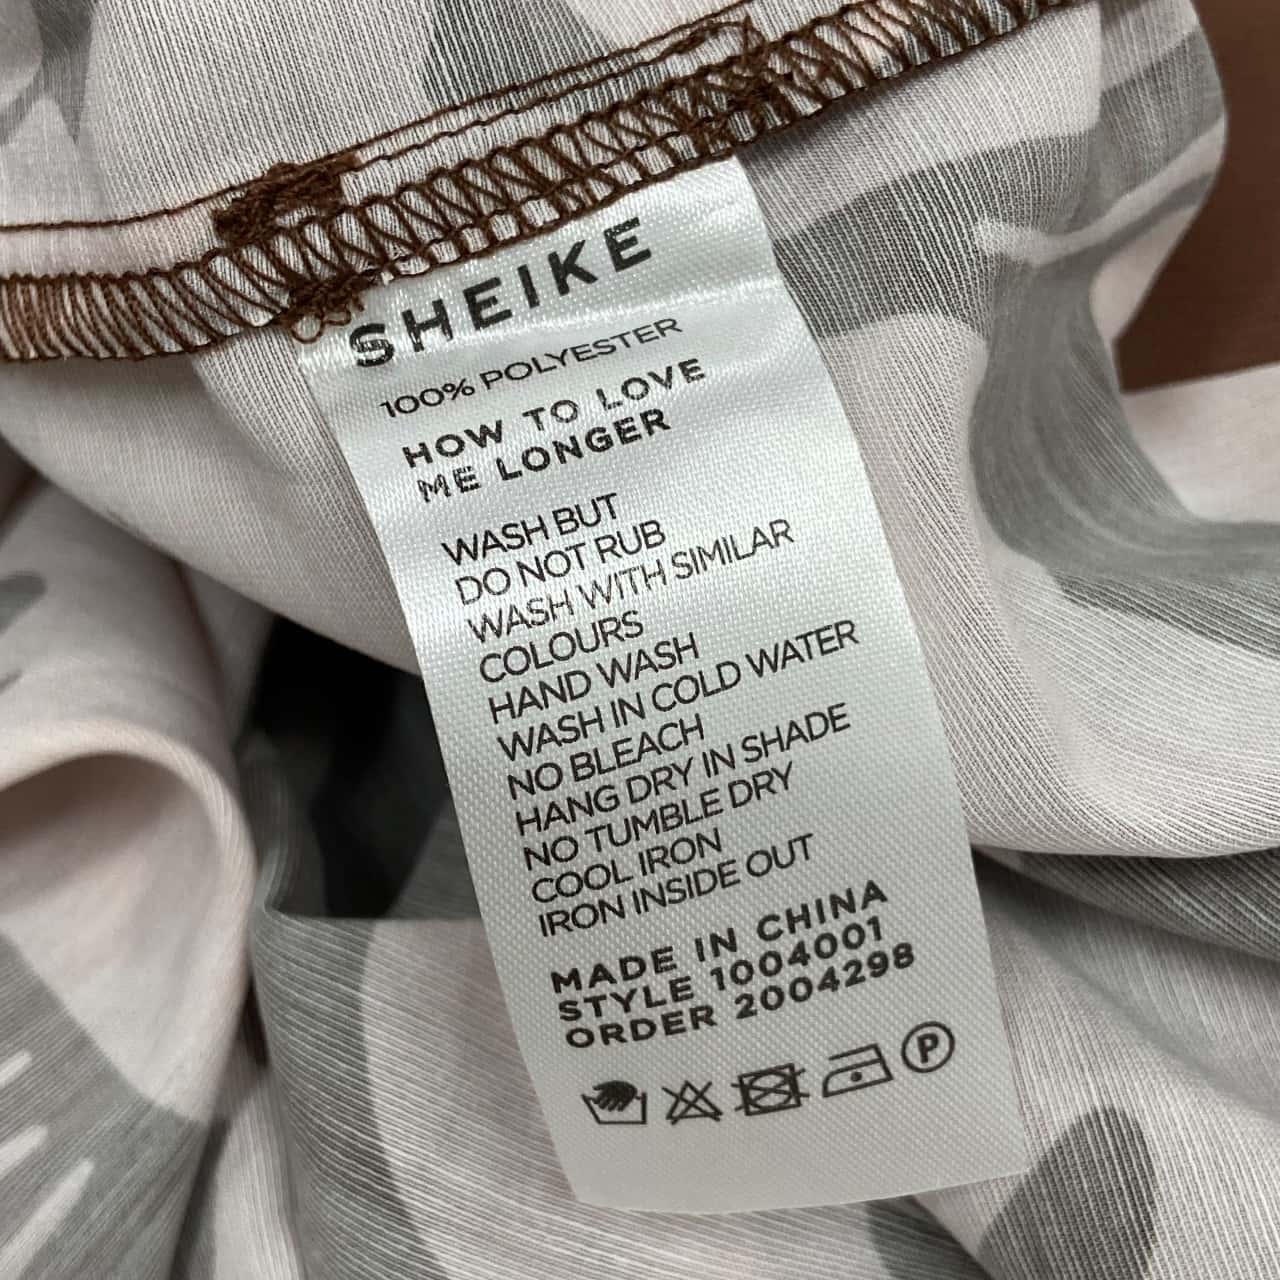 SHEIKE
100% POLYESTER
HOW TO LOVE
ME LONGER
WASH BUT
DO NOT RUB
WASH WITH SIMILAR
COLOURS
HAND WASH
WASH IN COLD WATER
NO BLEACH
HANG DRY IN SHADE
NO TUMBLE DRY
COOL IRON
IRON INSIDE OUT
MADE IN CHINA
STYLE 1004001
ORDER 2004298
P